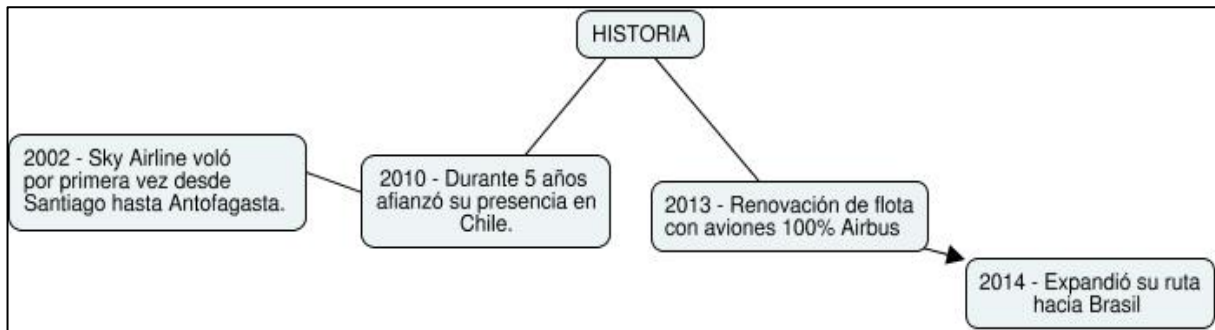 HISTORIA
2002 - Sky Airline voló
por primera vez desde
Santiago hasta Antofagasta.
2010 - Durante 5 años
afianzó su presencia en
Chile.
2013 - Renovación de flota
con aviones 100% Airbus
2014 - Expandió su ruta
hacia Brasil